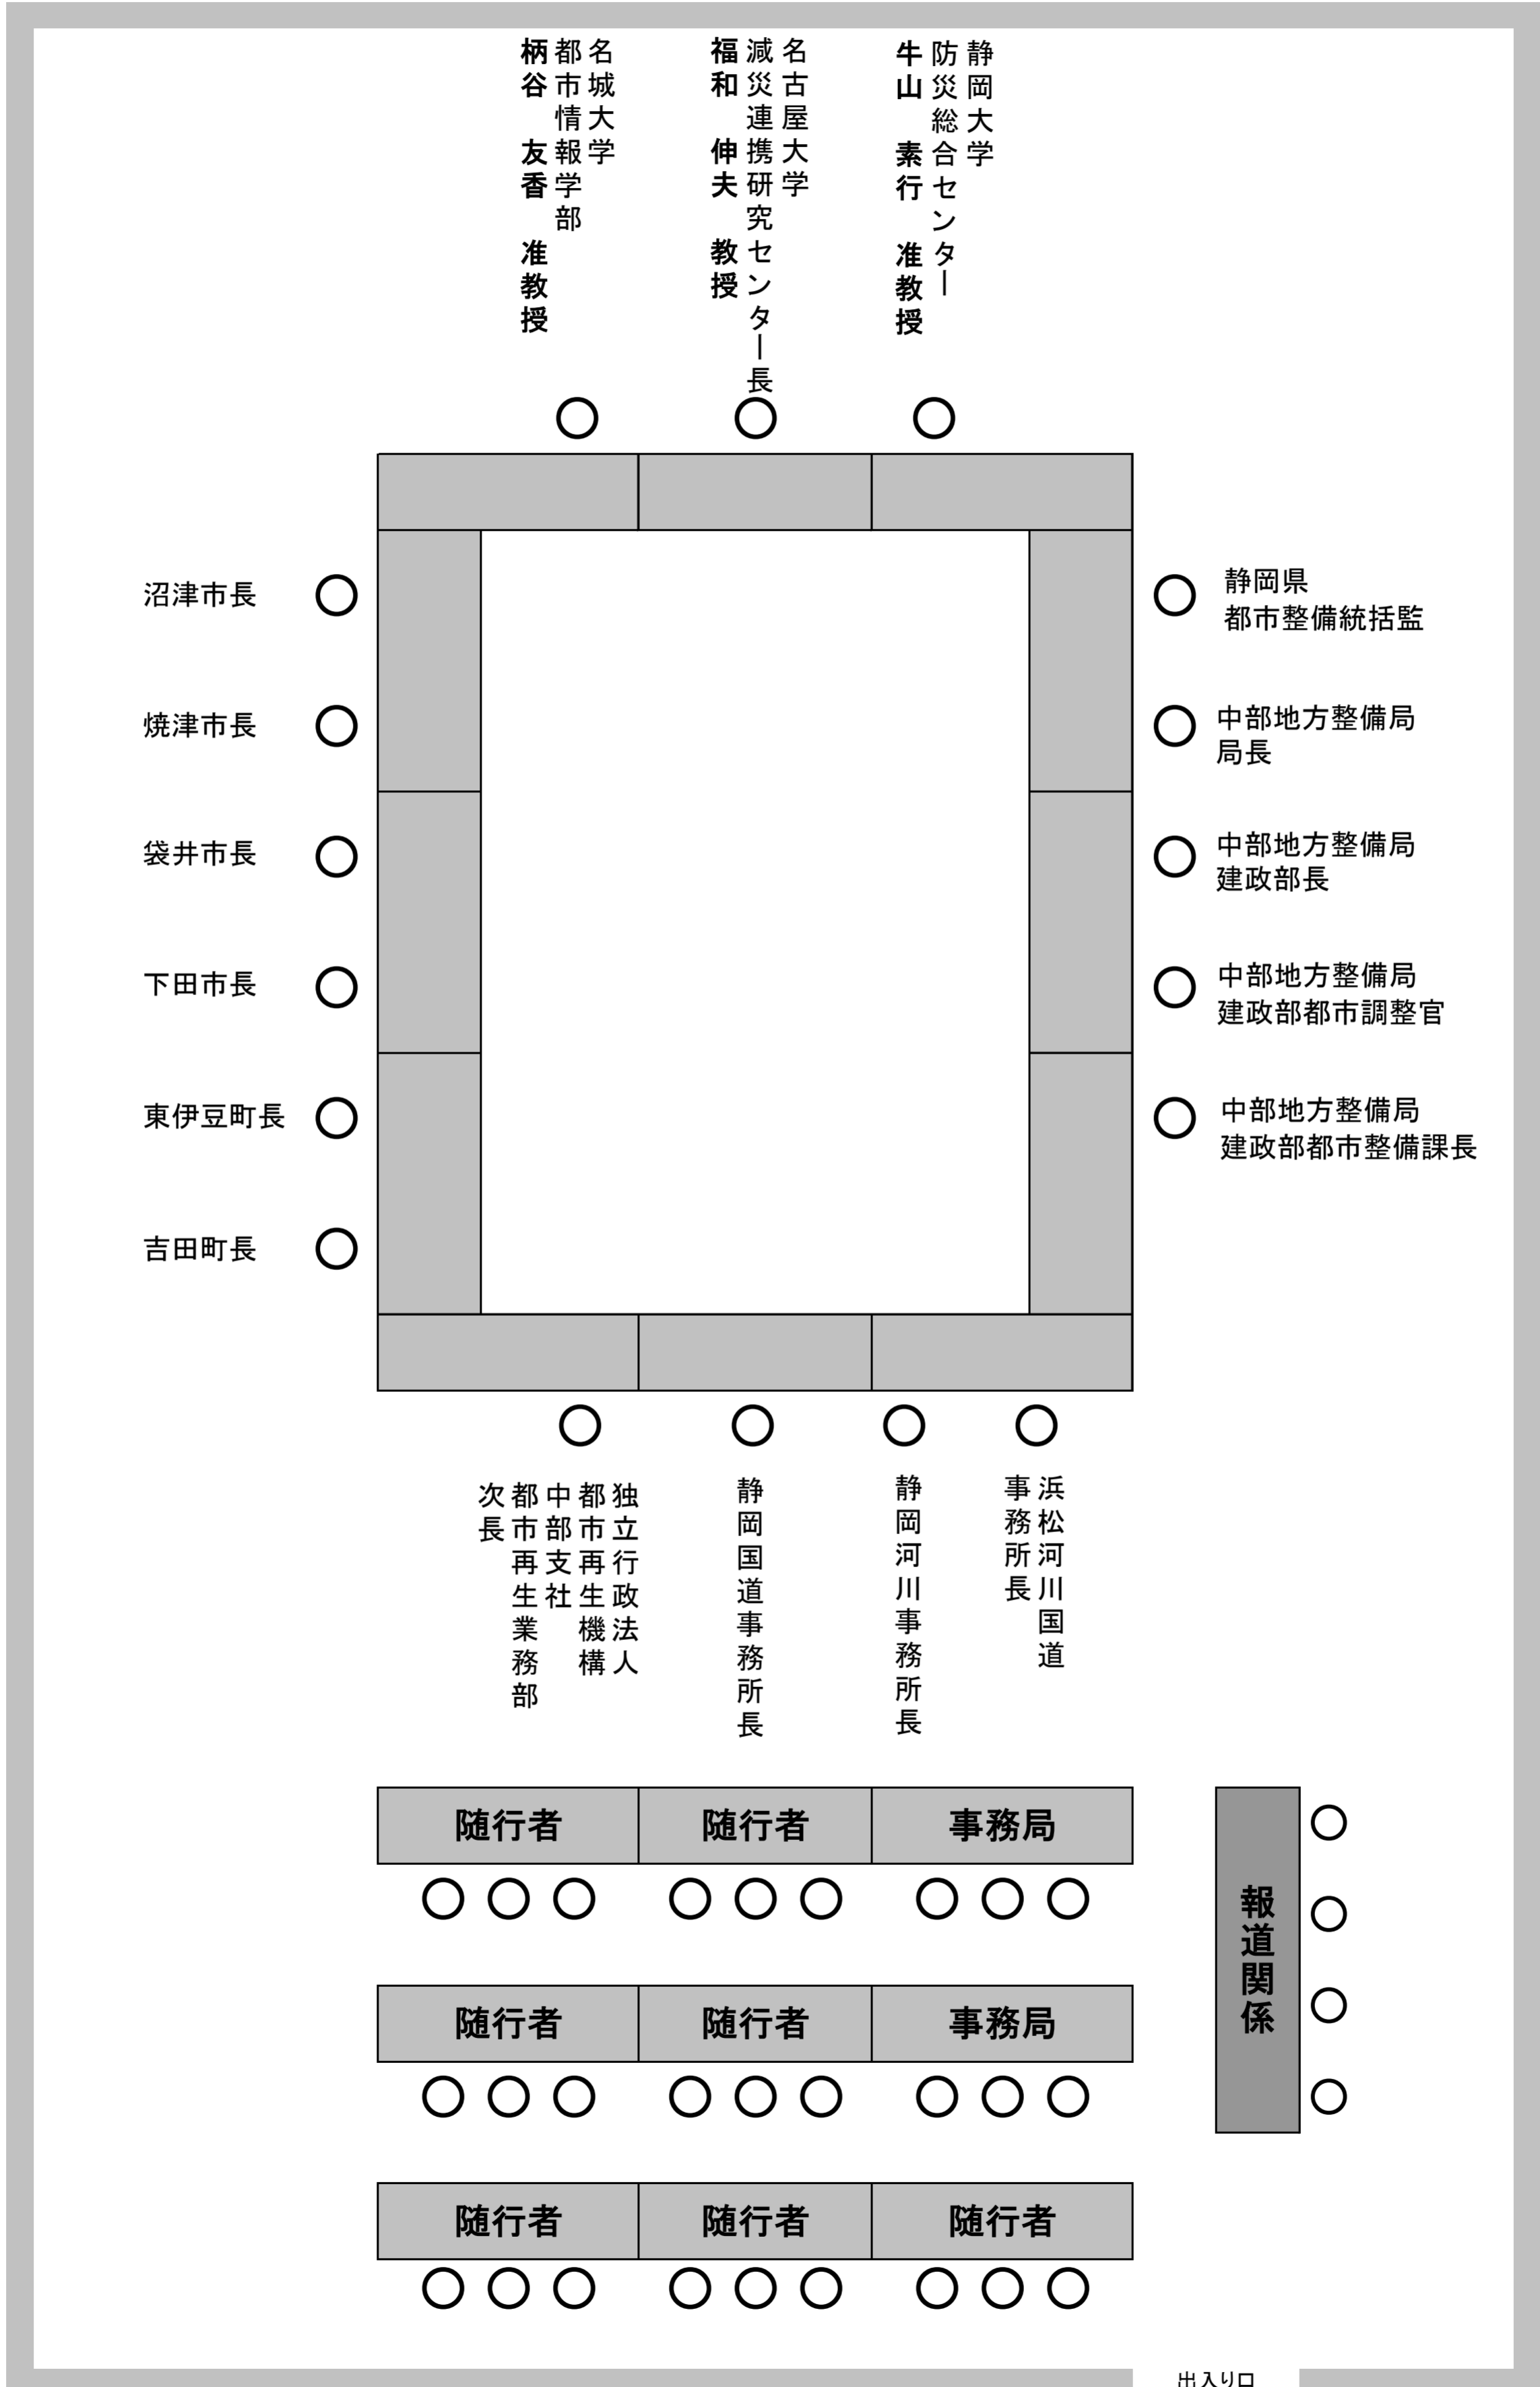 静岡大学
防災総合センター
牛山　素行　准教授
名古屋大学
減災連携研究センター長
福和　伸夫　教授
名城大学
都市情報学部
柄谷　友香　准教授
沼津市長
焼津市長
袋井市長
下田市長
東伊豆町長
吉田町長
静岡県
都市整備統括監
中部地方整備局
局長
中部地方整備局
建政部長
中部地方整備局
建政部都市調整官
中部地方整備局
建政部都市整備課長
浜松河川国道
事務所長
静岡河川事務所長
静岡国道事務所長
独立行政法人
都市再生機構
中部支社
都市再生業務部
次長
随行者
随行者
事務局
随行者
随行者
事務局
随行者
随行者
随行者
報道関係
出入り口